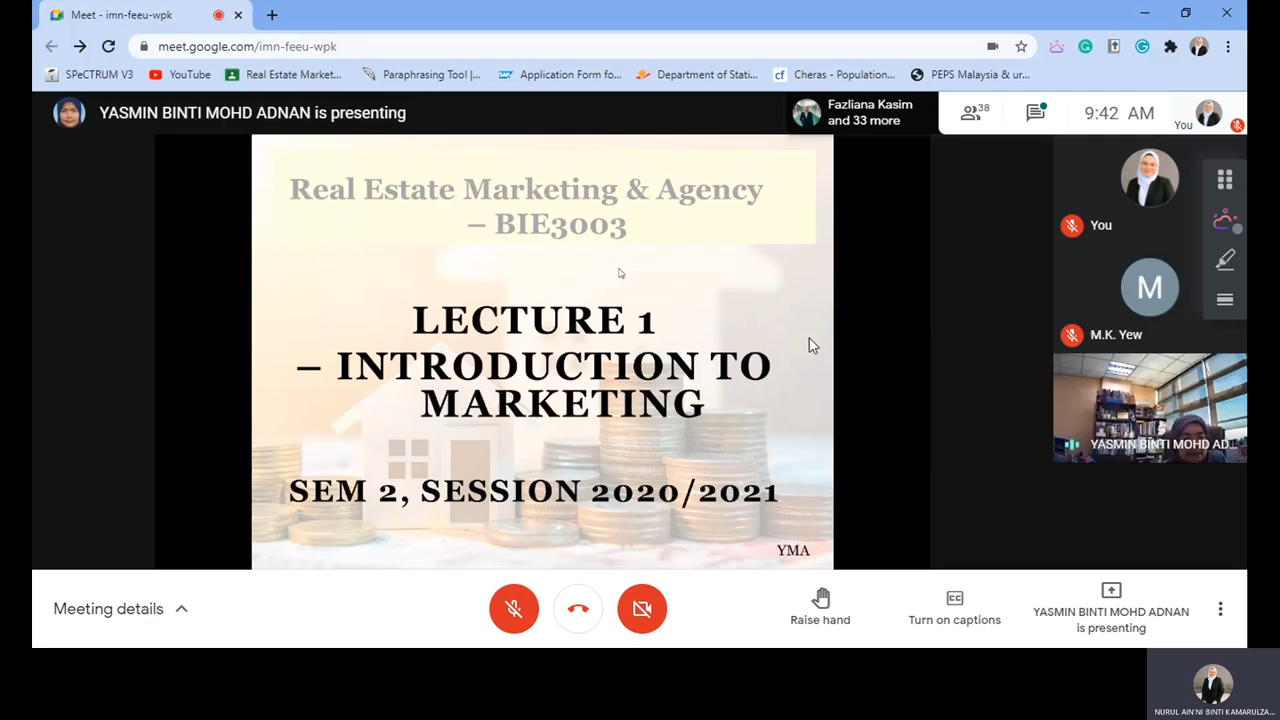 Meet - imn-feeu-wpk
meet.google.com/imn-feeu-wpk
SPeCTRUM V3
YouTube
Real Estate Market...
Paraphrasing Tool |...
Application Form fo...
Department of Stati...
Cheras - Population...
PEPS Malaysia & ur...
YASMIN BINTI MOHD ADNAN is presenting
Fazliana Kasim
and 33 more
38
9:42 AM
You
Real Estate Marketing & Agency
– BIE3003
LECTURE 1
– INTRODUCTION TO
MARKETING
SEM 2, SESSION 2020/2021
YMA
You
M
M.K. Yew
YASMIN BINTI MOHD AD...
Meeting details
Raise hand
CC
Turn on captions
YASMIN BINTI MOHD ADNAN
is presenting
NURUL AIN'NI BINTI KAMARULZA...